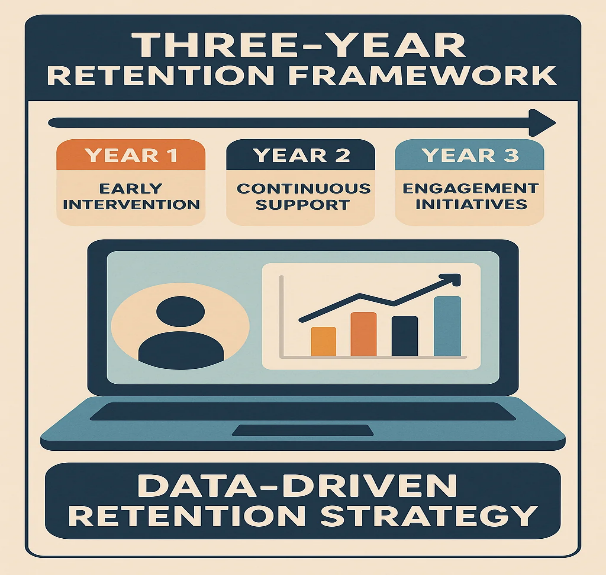 THREE-YEAR
RETENTION FRAMEWORK
YEAR 1
EARLY
INTERVENTION
YEAR 2
CONTINUOUS
SUPPORT
YEAR 3
ENGAGEMENT
INITIATIVES
DATA-DRIVEN
RETENTION STRATEGY